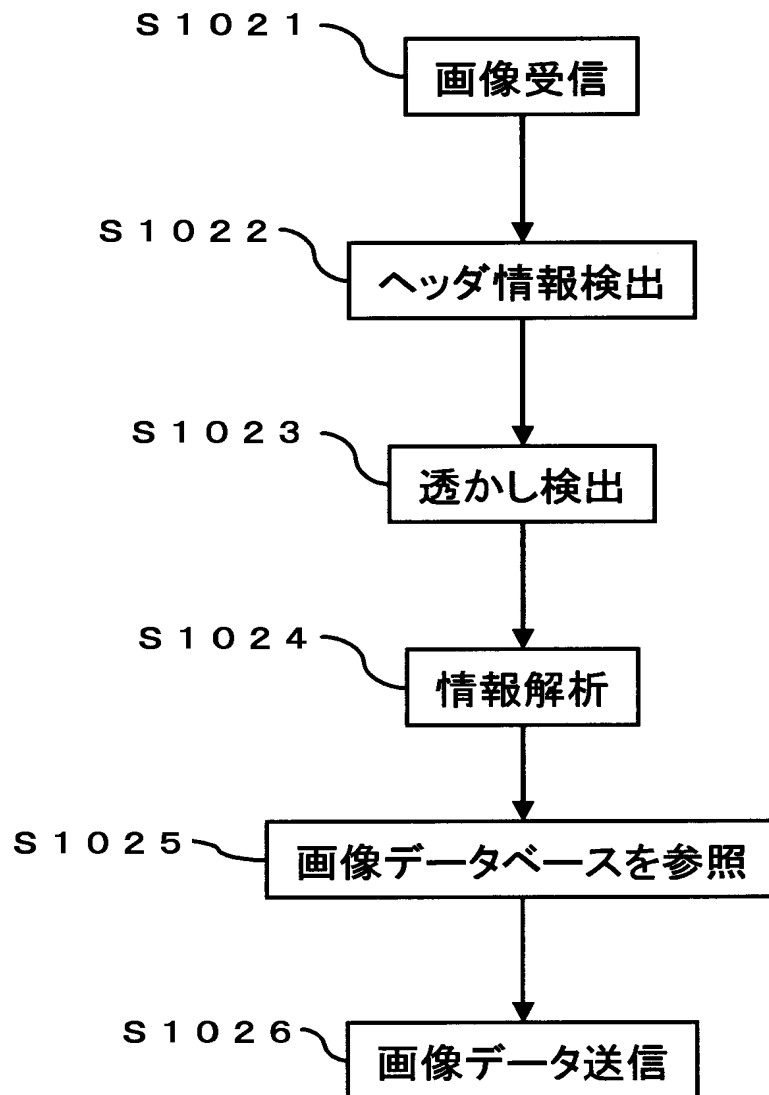 S1021
画像受信
S1022
ヘッダ情報検出
S1023
透かし検出
S1024
情報解析
S1025
画像データベースを参照
S1026
画像データ送信